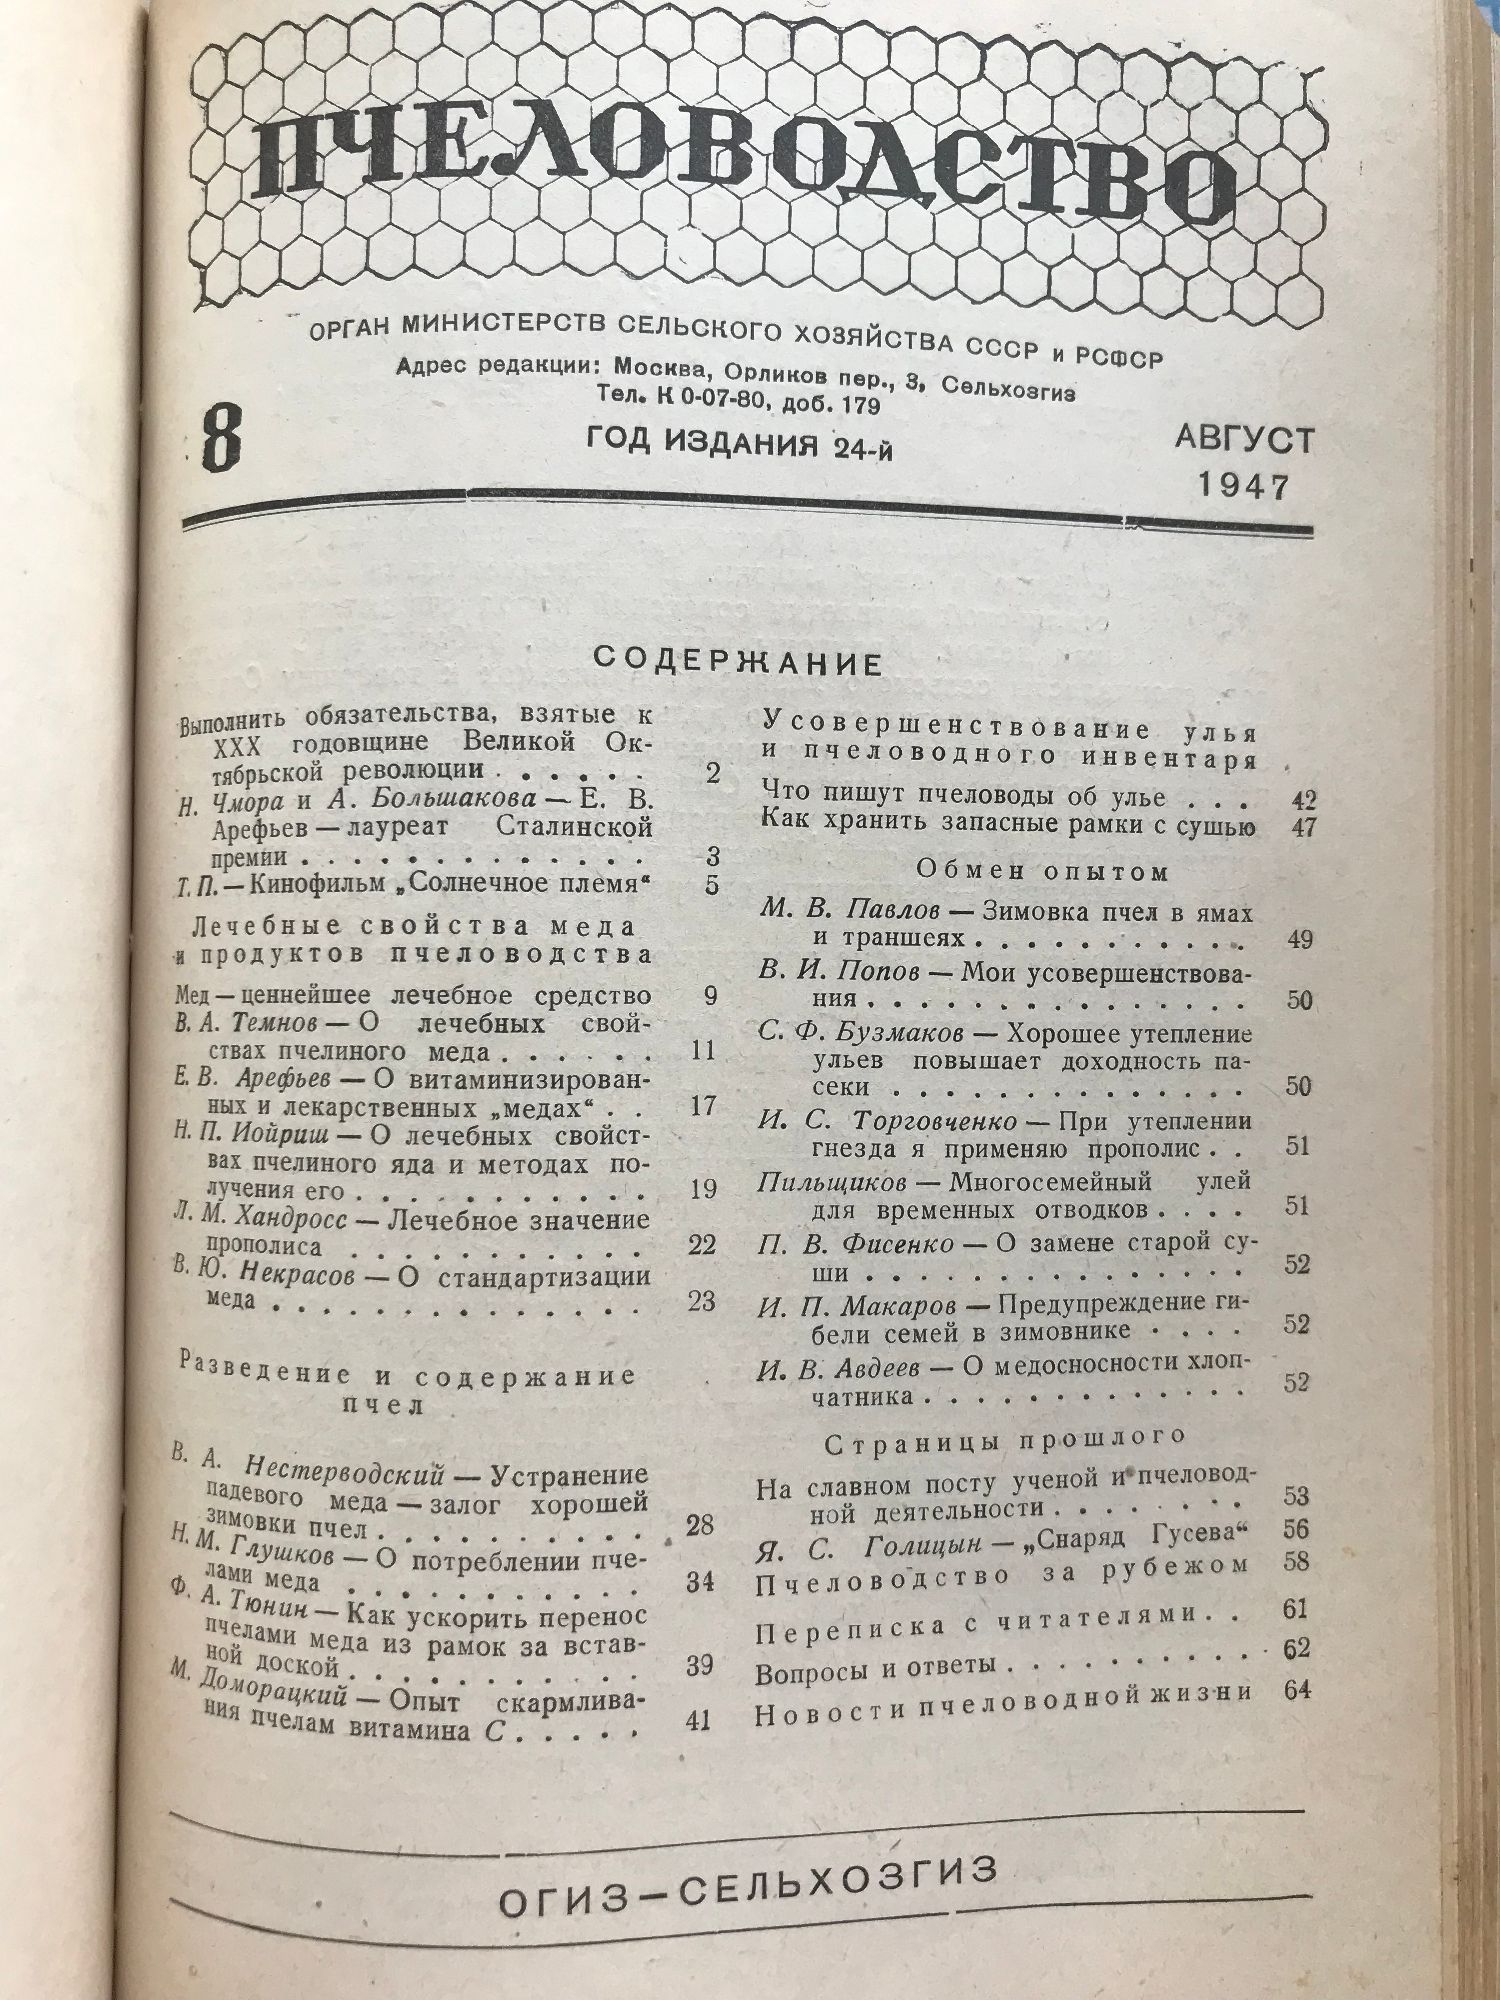 ПЧЕЛОВОДСТВО
ОРГАН МИНИСТЕРСТВ СЕЛЬСКОГО ХОЗЯЙСТВА СССР и РСФСР
Адрес редакции: Москва, Орликов пер., 3, Сельхозгиз
Тел. К 0-07-80, доб. 179
8
ГОД ИЗДАНИЯ 24-й
АВГУСТ
1947
СОДЕРЖАНИЕ
Выполнить обязательства, взятые к
XXX годовщине Великой Ок-
тябрьской революции . . . . . . 2
Н. Чмора и А. Большакова — Е. В.
Арефьев — лауреат Сталинской
премии . . . . . . . . . . . . . 3
Т. П. — Кинофильм „Солнечное племя“ 5
Лечебные свойства меда
и продуктов пчеловодства
Мед — ценнейшее лечебное средство 9
В. А. Темнов — О лечебных свой-
ствах пчелиного меда . . . . . . 11
Е. В. Арефьев — О витаминизирован-
ных и лекарственных „медах“ . . 17
Н. П. Иойриш — О лечебных свойст-
вах пчелиного яда и методах по-
лучения его . . . . . . . . . . . 19
Л. М. Хандросс — Лечебное значение
прополиса . . . . . . . . . . . 22
В. Ю. Некрасов — О стандартизации
меда . . . . . . . . . . . . . . 23
Разведение и содержание
пчел
В. А. Нестерводский — Устранение
падевого меда — залог хорошей
зимовки пчел . . . . . . . . . . 28
Н. М. Глушков — О потреблении пче-
лами меда . . . . . . . . . . . 34
Ф. А. Тюнин — Как ускорить перенос
пчелами меда из рамок за встав-
ной доской . . . . . . . . . . . 39
М. Доморацкий — Опыт скармлива-
ния пчелам витамина С . . . . . 41
Усовершенствование улья
и пчеловодного инвентаря
Что пишут пчеловоды об улье . . . 42
Как хранить запасные рамки с сушью 47
Обмен опытом
М. В. Павлов — Зимовка пчел в ямах
и траншеях . . . . . . . . . . . 49
В. И. Попов — Мои усовершенствова-
ния . . . . . . . . . . . . . . . 50
С. Ф. Бузмаков — Хорошее утепление
ульев повышает доходность па-
секи . . . . . . . . . . . . . . 50
И. С. Торговченко — При утеплении
гнезда я применяю прополис . . 51
Пильщиков — Многосемейный улей
для временных отводков . . . . 51
П. В. Фисенко — О замене старой су-
ши . . . . . . . . . . . . . . . 52
И. П. Макаров — Предупреждение ги-
бели семей в зимовнике . . . . 52
И. В. Авдеев — О медосносности хлоп-
чатника . . . . . . . . . . . . . 52
Страницы прошлого
На славном посту ученой и пчеловод-
ной деятельности . . . . . . . . 53
Я. С. Голицын — „Снаряд Гусева“ 56
Пчеловодство за рубежом 58
Переписка с читателями . . 61
Вопросы и ответы . . . . . . . . . . 62
Новости пчеловодной жизни 64
ОГИЗ — СЕЛЬХОЗГИЗ